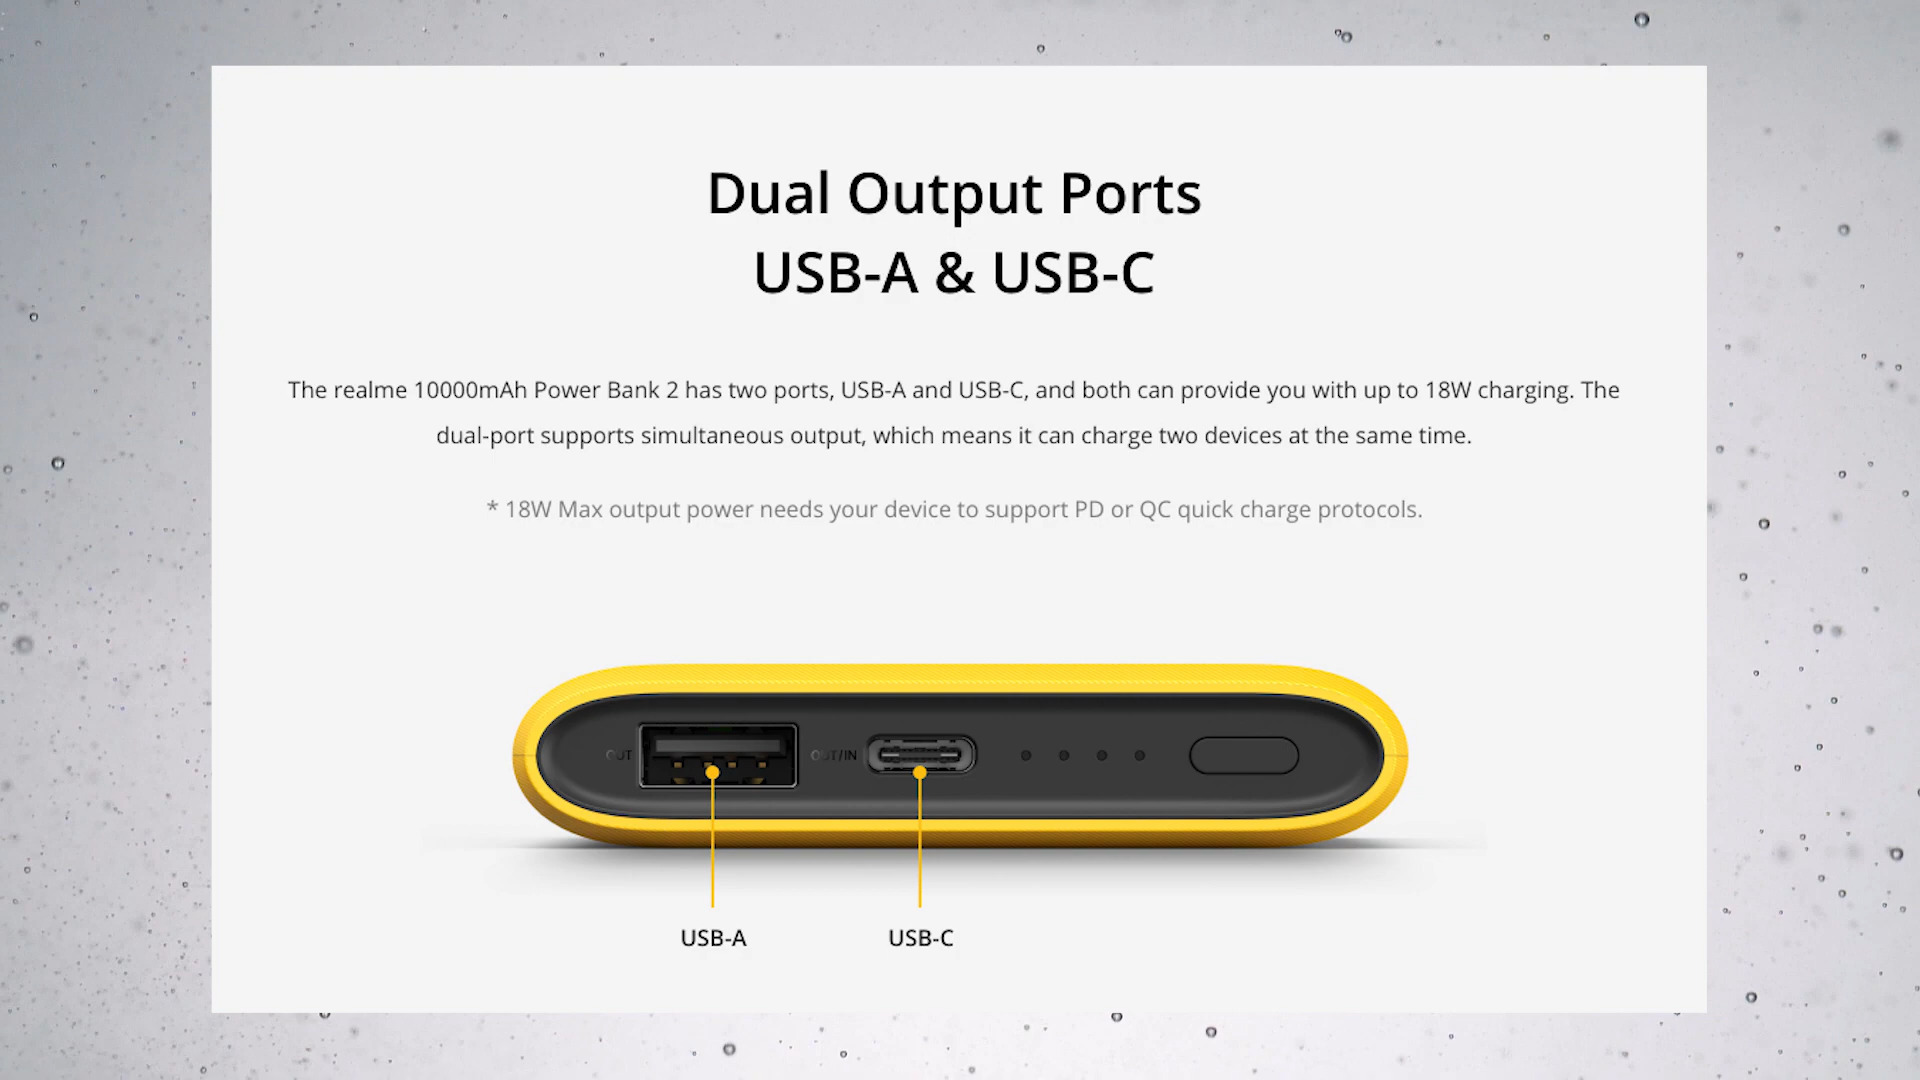 Dual Output Ports
USB-A & USB-C
The realme 10000mAh Power Bank 2 has two ports, USB-A and USB-C, and both can provide you with up to 18W charging. The
dual-port supports simultaneous output, which means it can charge two devices at the same time.
* 18W Max output power needs your device to support PD or QC quick charge protocols.
OUT
OUT/IN
USB-A
USB-C